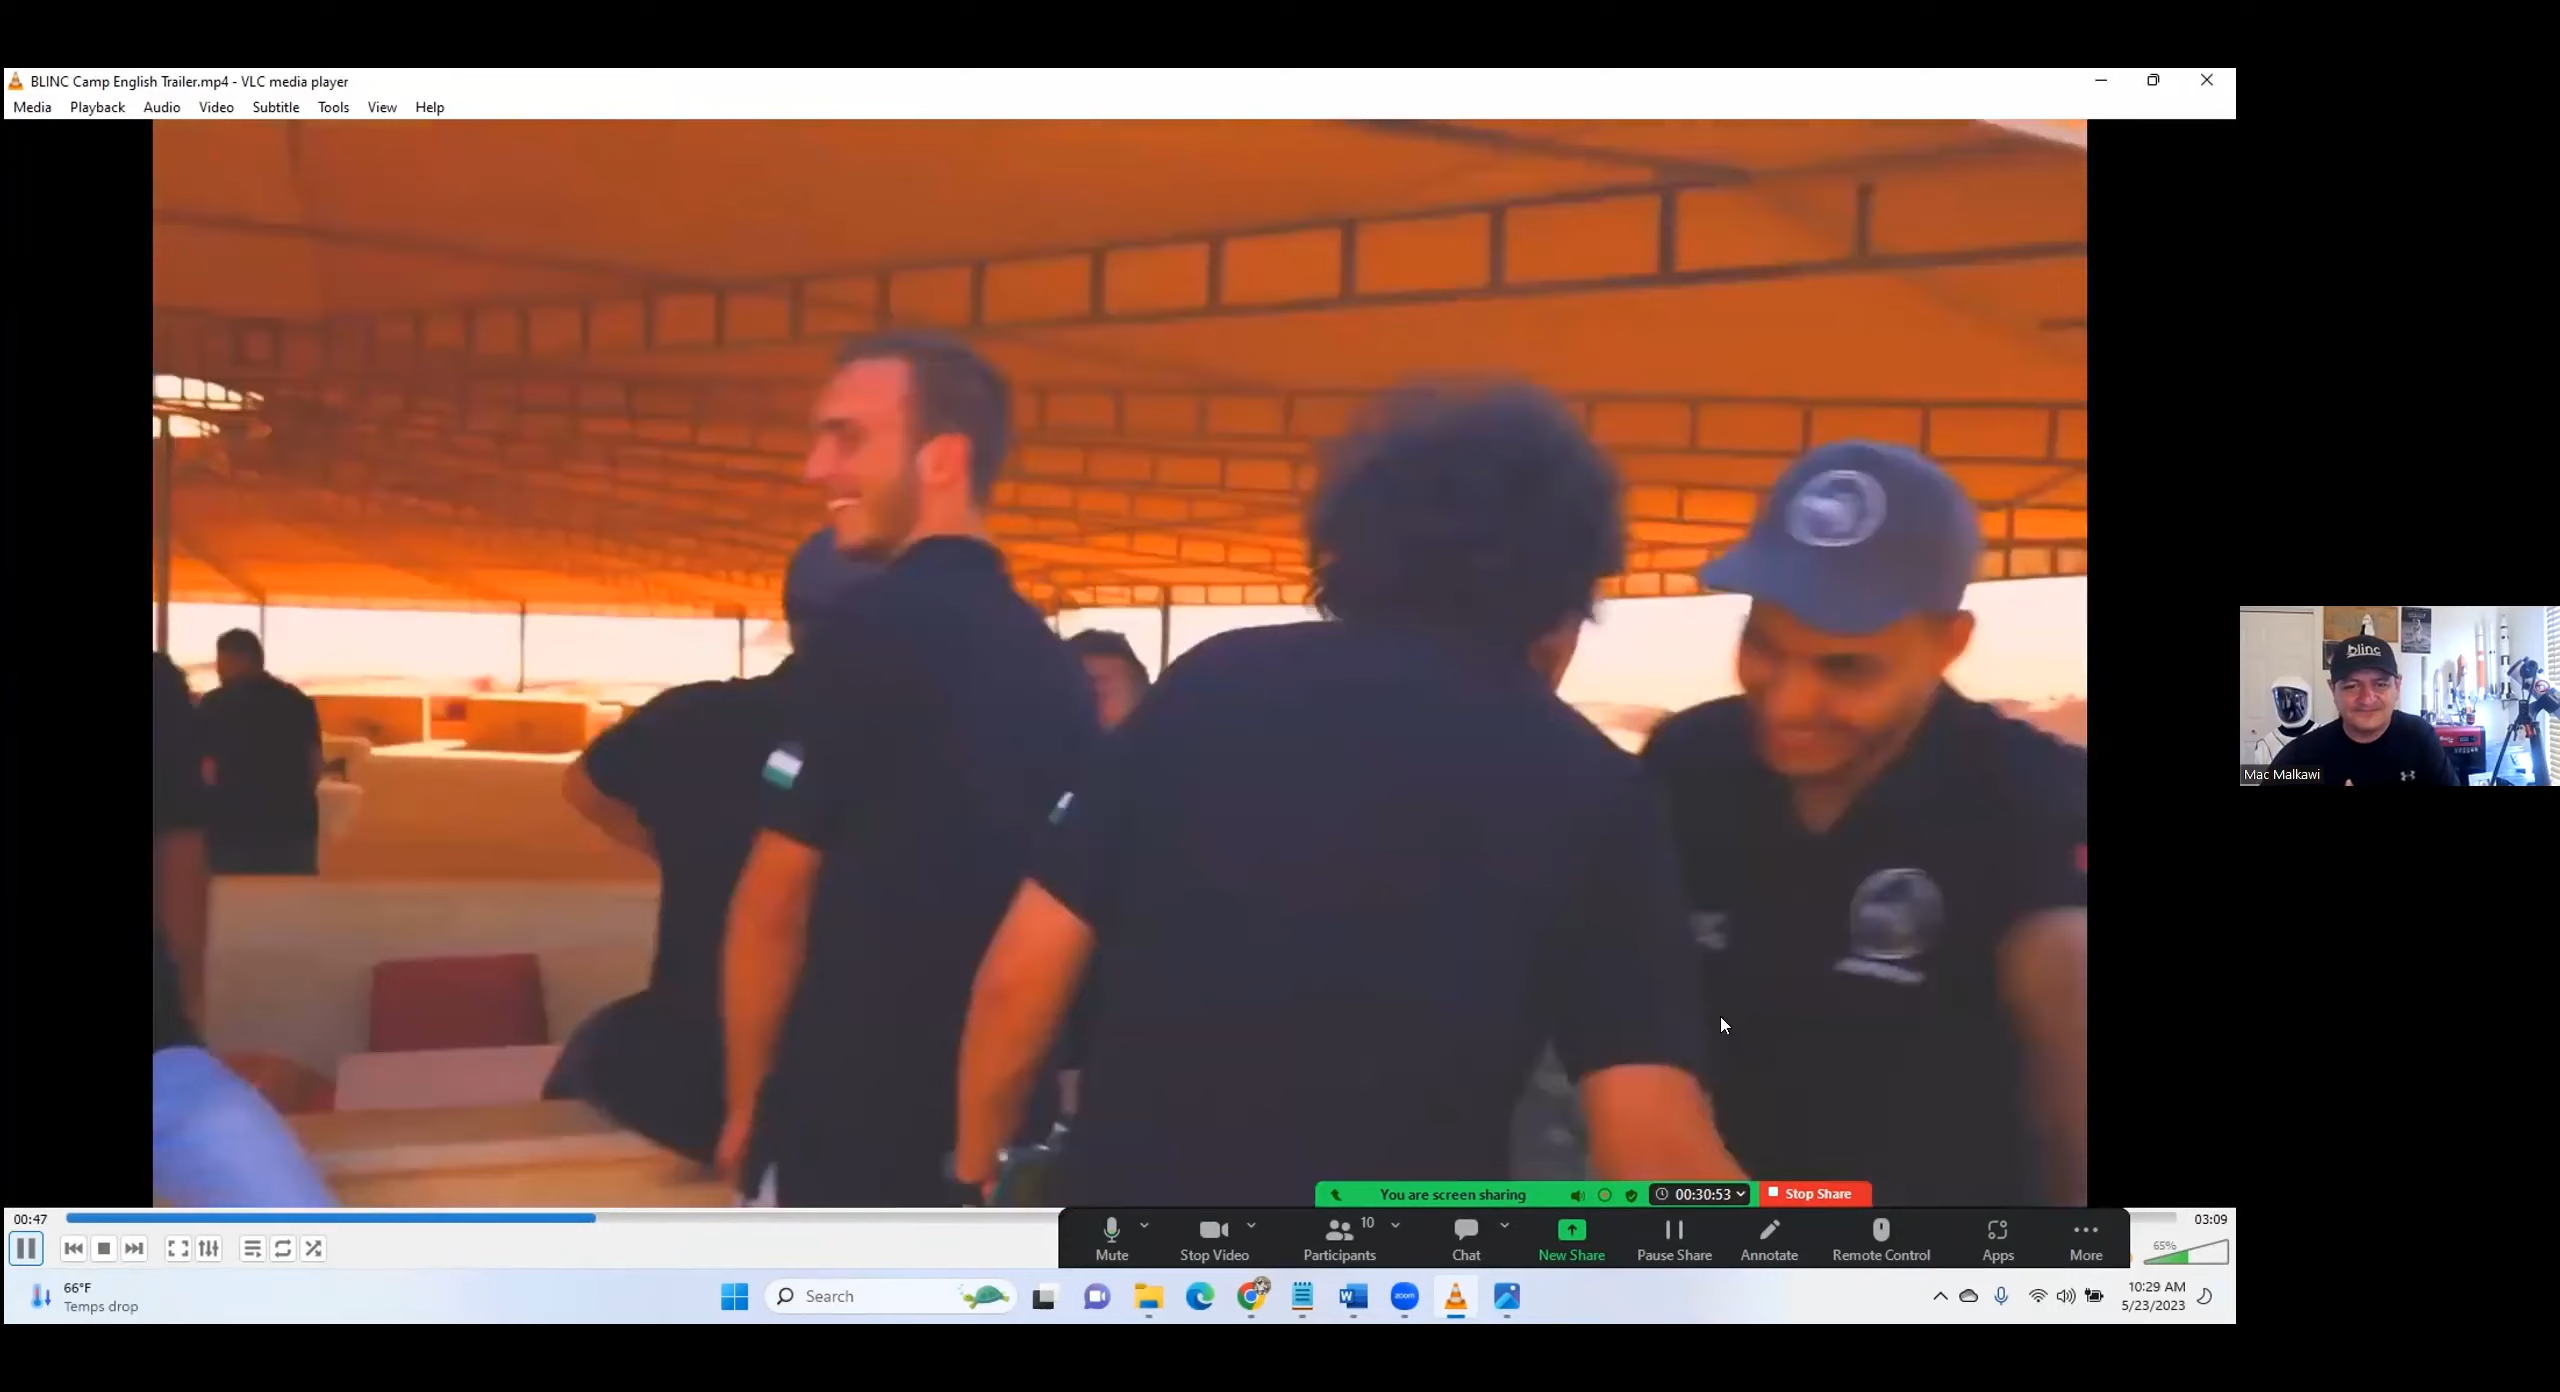 BLINC Camp English Trailer.mp4 - VLC media player
Media Playback Audio Video Subtitle Tools View Help
blinc
Mac Malkawi
You are screen sharing 00:30:53 Stop Share
00:47
03:09
10
Mute Stop Video Participants Chat New Share Pause Share Annotate Remote Control Apps More
65%
66°F
Temps drop
Search
W
zoom
10:29 AM
5/23/2023